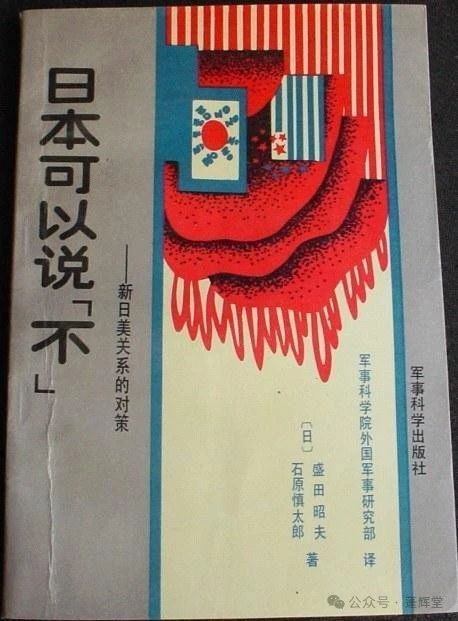 日本可以说「不」
——新日美关系的对策
〔日〕
盛田昭夫
石原慎太郎
著
军事科学院外国军事研究部 译
军事科学出版社
公众号 · 莲辉堂